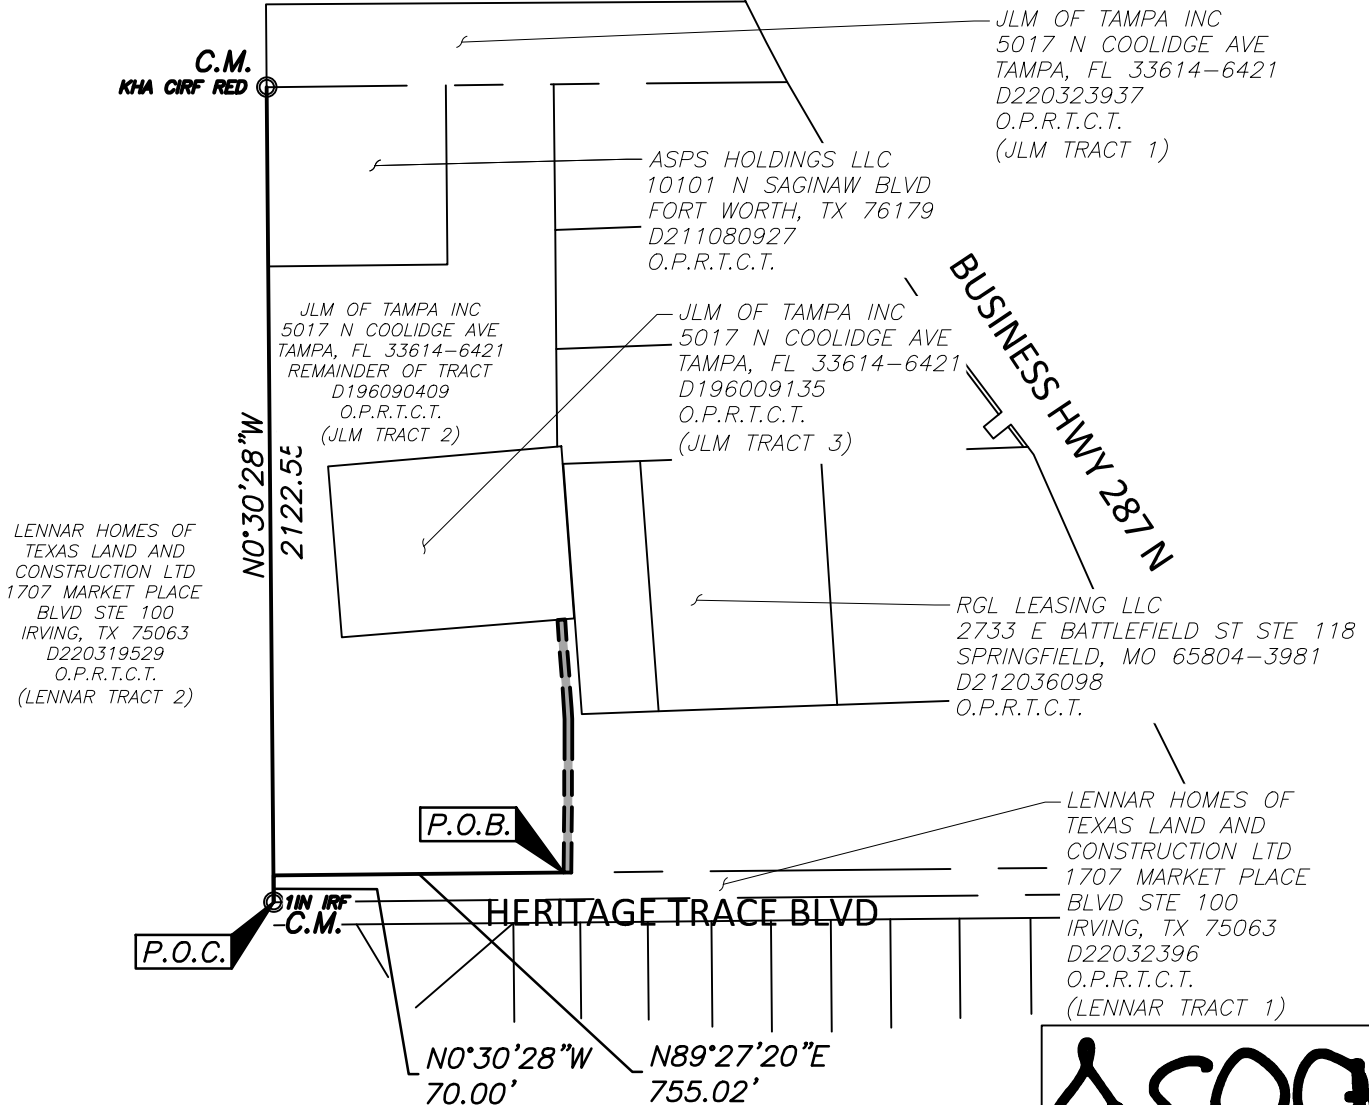 JLM OF TAMPA INC
5017 N COOLIDGE AVE
TAMPA, FL 33614-6421
D220323937
O.P.R.T.C.T.
(JLM TRACT 1)
C.M.
KHA CIRF RED
ASPS HOLDINGS LLC
10101 N SAGINAW BLVD
FORT WORTH, TX 76179
D211080927
O.P.R.T.C.T.
BUSINESS HWY 287 N
JLM OF TAMPA INC
5017 N COOLIDGE AVE
TAMPA, FL 33614-6421
REMAINDER OF TRACT
D196090409
O.P.R.T.C.T.
(JLM TRACT 2)
JLM OF TAMPA INC
5017 N COOLIDGE AVE
TAMPA, FL 33614-6421
D196009135
O.P.R.T.C.T.
(JLM TRACT 3)
N0°30'28"W
2122.55
LENNAR HOMES OF
TEXAS LAND AND
CONSTRUCTION LTD
1707 MARKET PLACE
BLVD STE 100
IRVING, TX 75063
D220319529
O.P.R.T.C.T.
(LENNAR TRACT 2)
RGL LEASING LLC
2733 E BATTLEFIELD ST STE 118
SPRINGFIELD, MO 65804-3981
D212036098
O.P.R.T.C.T.
P.O.B.
LENNAR HOMES OF
TEXAS LAND AND
CONSTRUCTION LTD
1707 MARKET PLACE
BLVD STE 100
IRVING, TX 75063
D22032396
O.P.R.T.C.T.
(LENNAR TRACT 1)
1IN IRF
C.M.
HERITAGE TRACE BLVD
P.O.C.
N0°30'28"W
70.00'
N89°27'20"E
755.02'